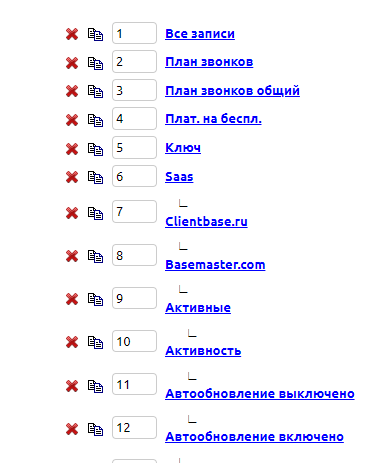 1 Все записи
2 План звонков
3 План звонков общий
4 Плат. на беспл.
5 Ключ
6 Saas
7 Clientbase.ru
8 Basemaster.com
9 Активные
10 Активность
11 Автообновление выключено
12 Автообновление включено